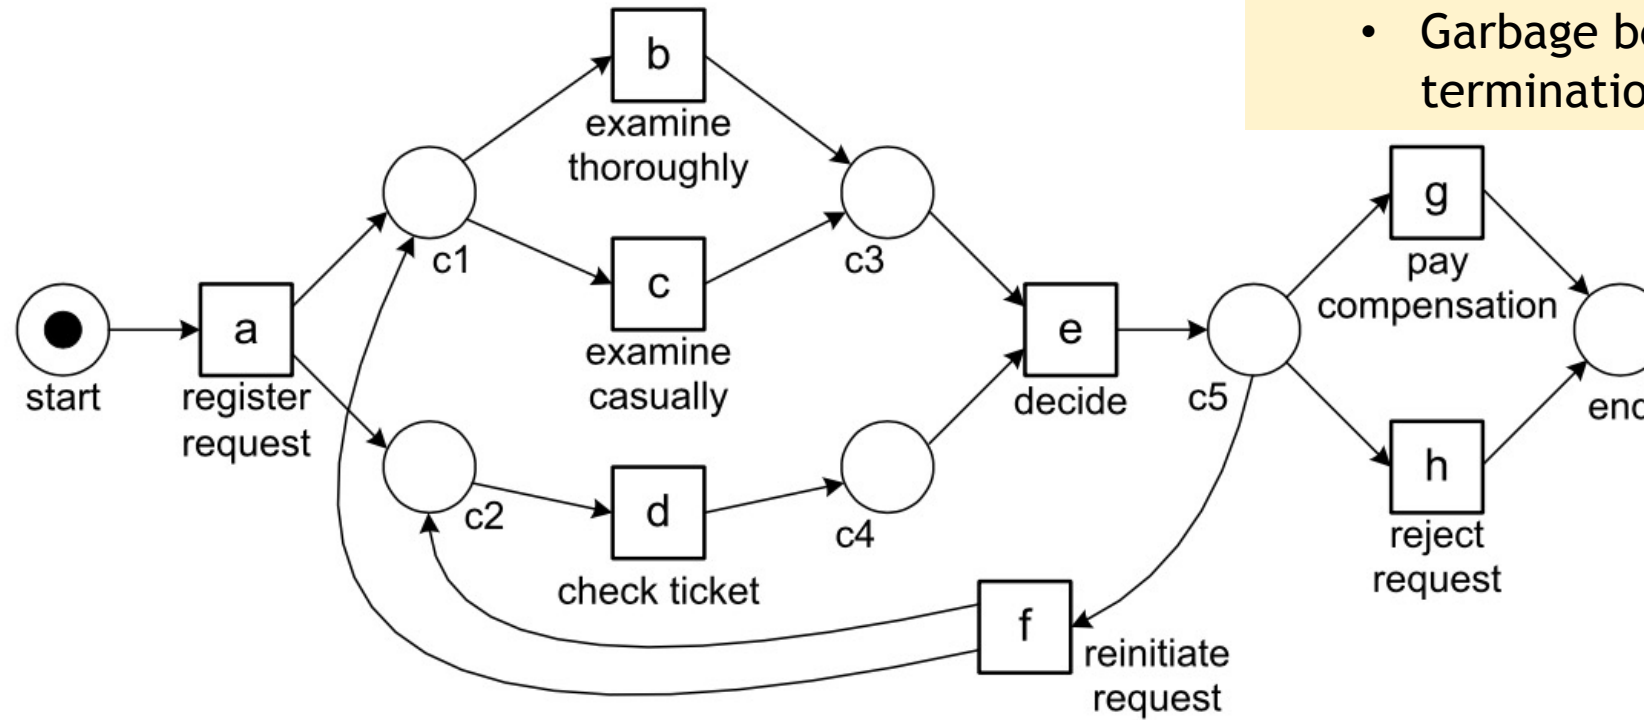 • Garbage be
terminatio
b
examine
thoroughly
c1
c
examine
casually
c3
start
a
register
request
c2
d
check ticket
c4
e
decide
c5
g
pay
compensation
end
h
reject
request
f
reinitiate
request